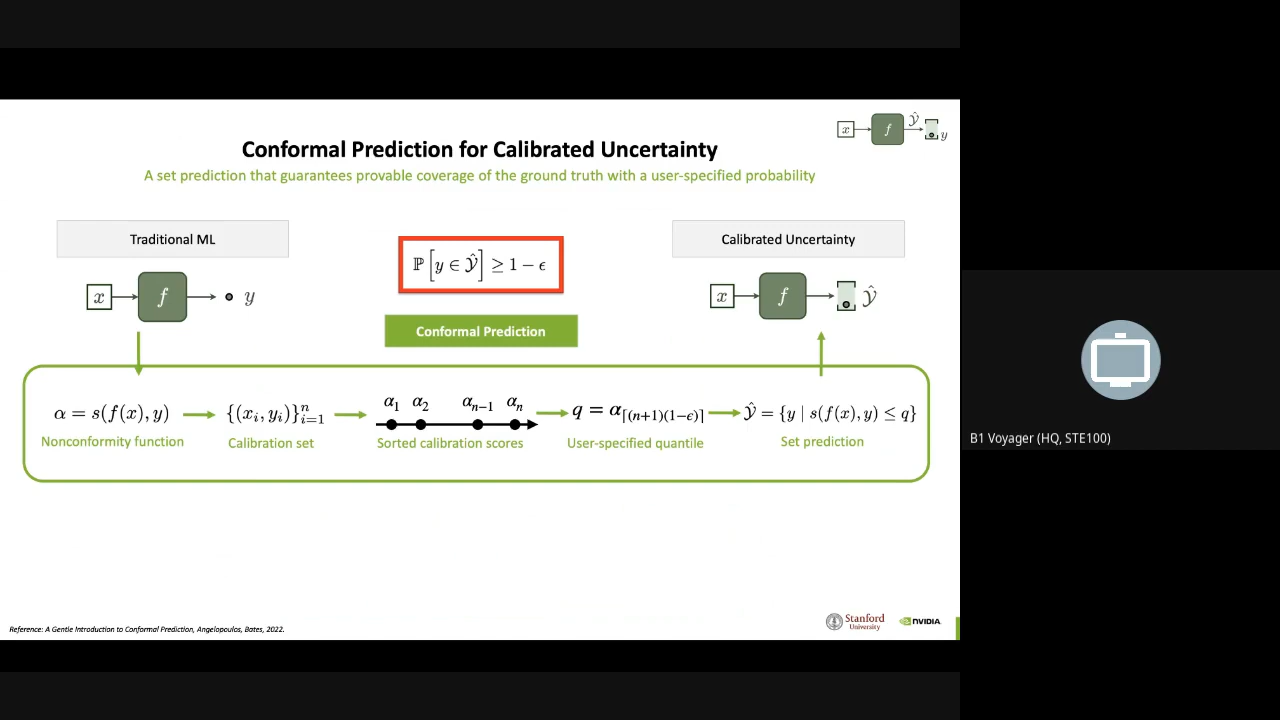 Conformal Prediction for Calibrated Uncertainty
A set prediction that guarantees provable coverage of the ground truth with a user-specified probability
x f Ŷ y
Traditional ML
x f y
ℙ[y ∈ Ŷ] ≥ 1 − ϵ
Conformal Prediction
Calibrated Uncertainty
x f Ŷ
α = s(f(x), y)
Nonconformity function
{(xᵢ, yᵢ)}ⁿᵢ₌₁
Calibration set
α₁ α₂ αₙ₋₁ αₙ
Sorted calibration scores
q = α⌈(n+1)(1−ϵ)⌉
User-specified quantile
Ŷ = {y | s(f(x), y) ≤ q}
Set prediction
Reference: A Gentle Introduction to Conformal Prediction, Angelopoulos, Bates, 2022.
Stanford
University
NVIDIA.
B1 Voyager (HQ, STE100)